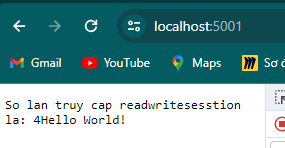 localhost:5001
Gmail YouTube Maps Sơ đ
So lan truy cap readwritesesstion
la: 4Hello World!